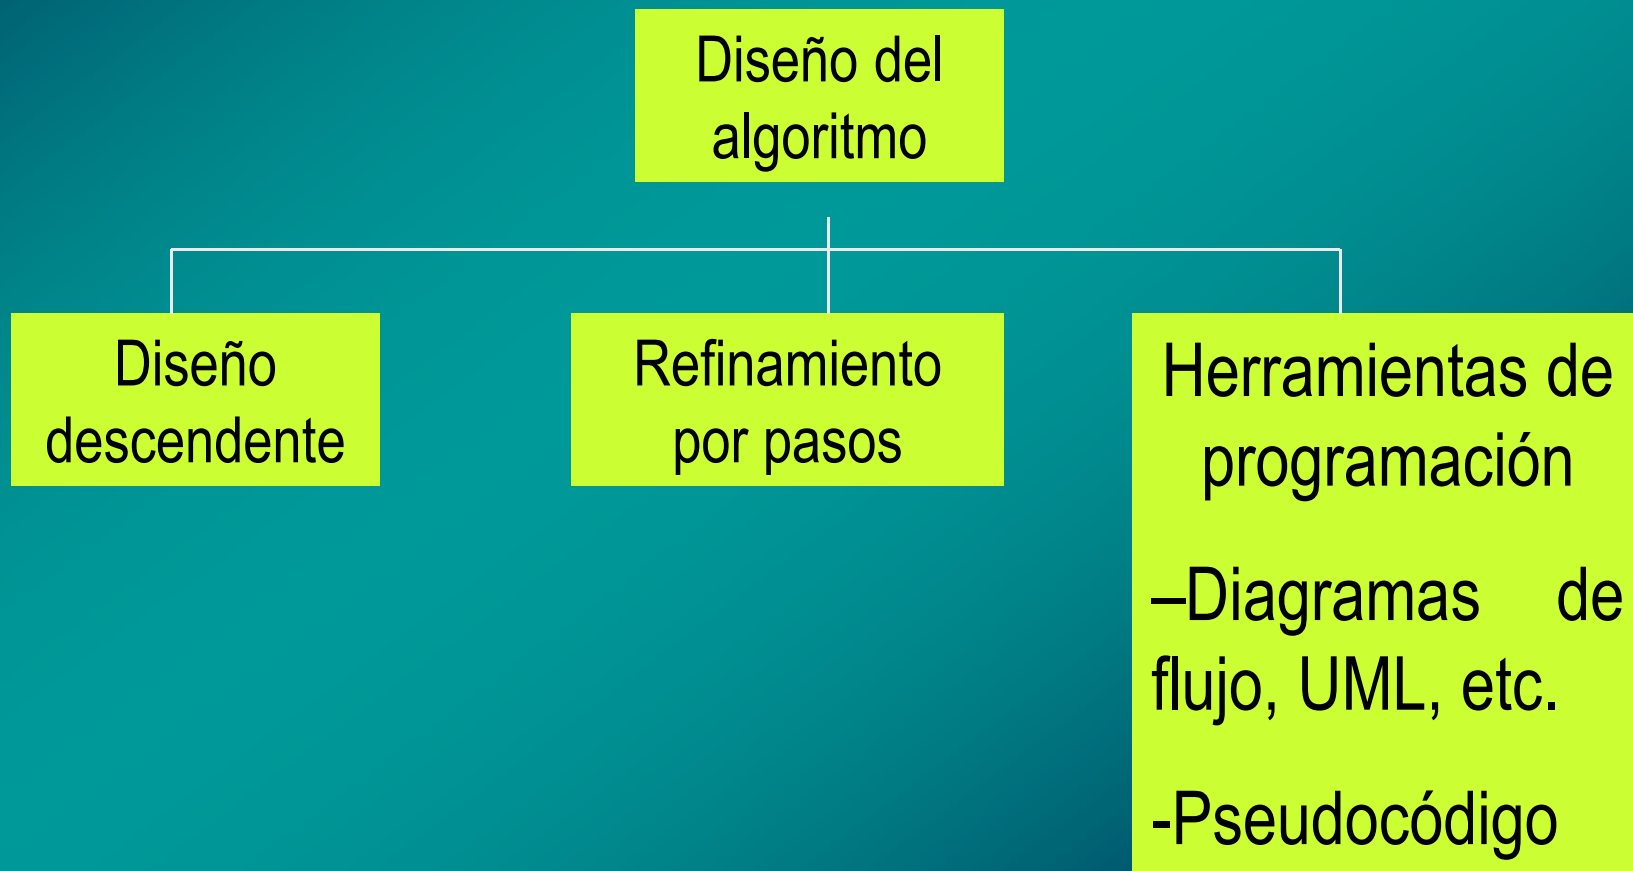 Diseño del
algoritmo
Diseño
descendente
Refinamiento
por pasos
Herramientas de
programación
–Diagramas de
flujo, UML, etc.
-Pseudocódigo